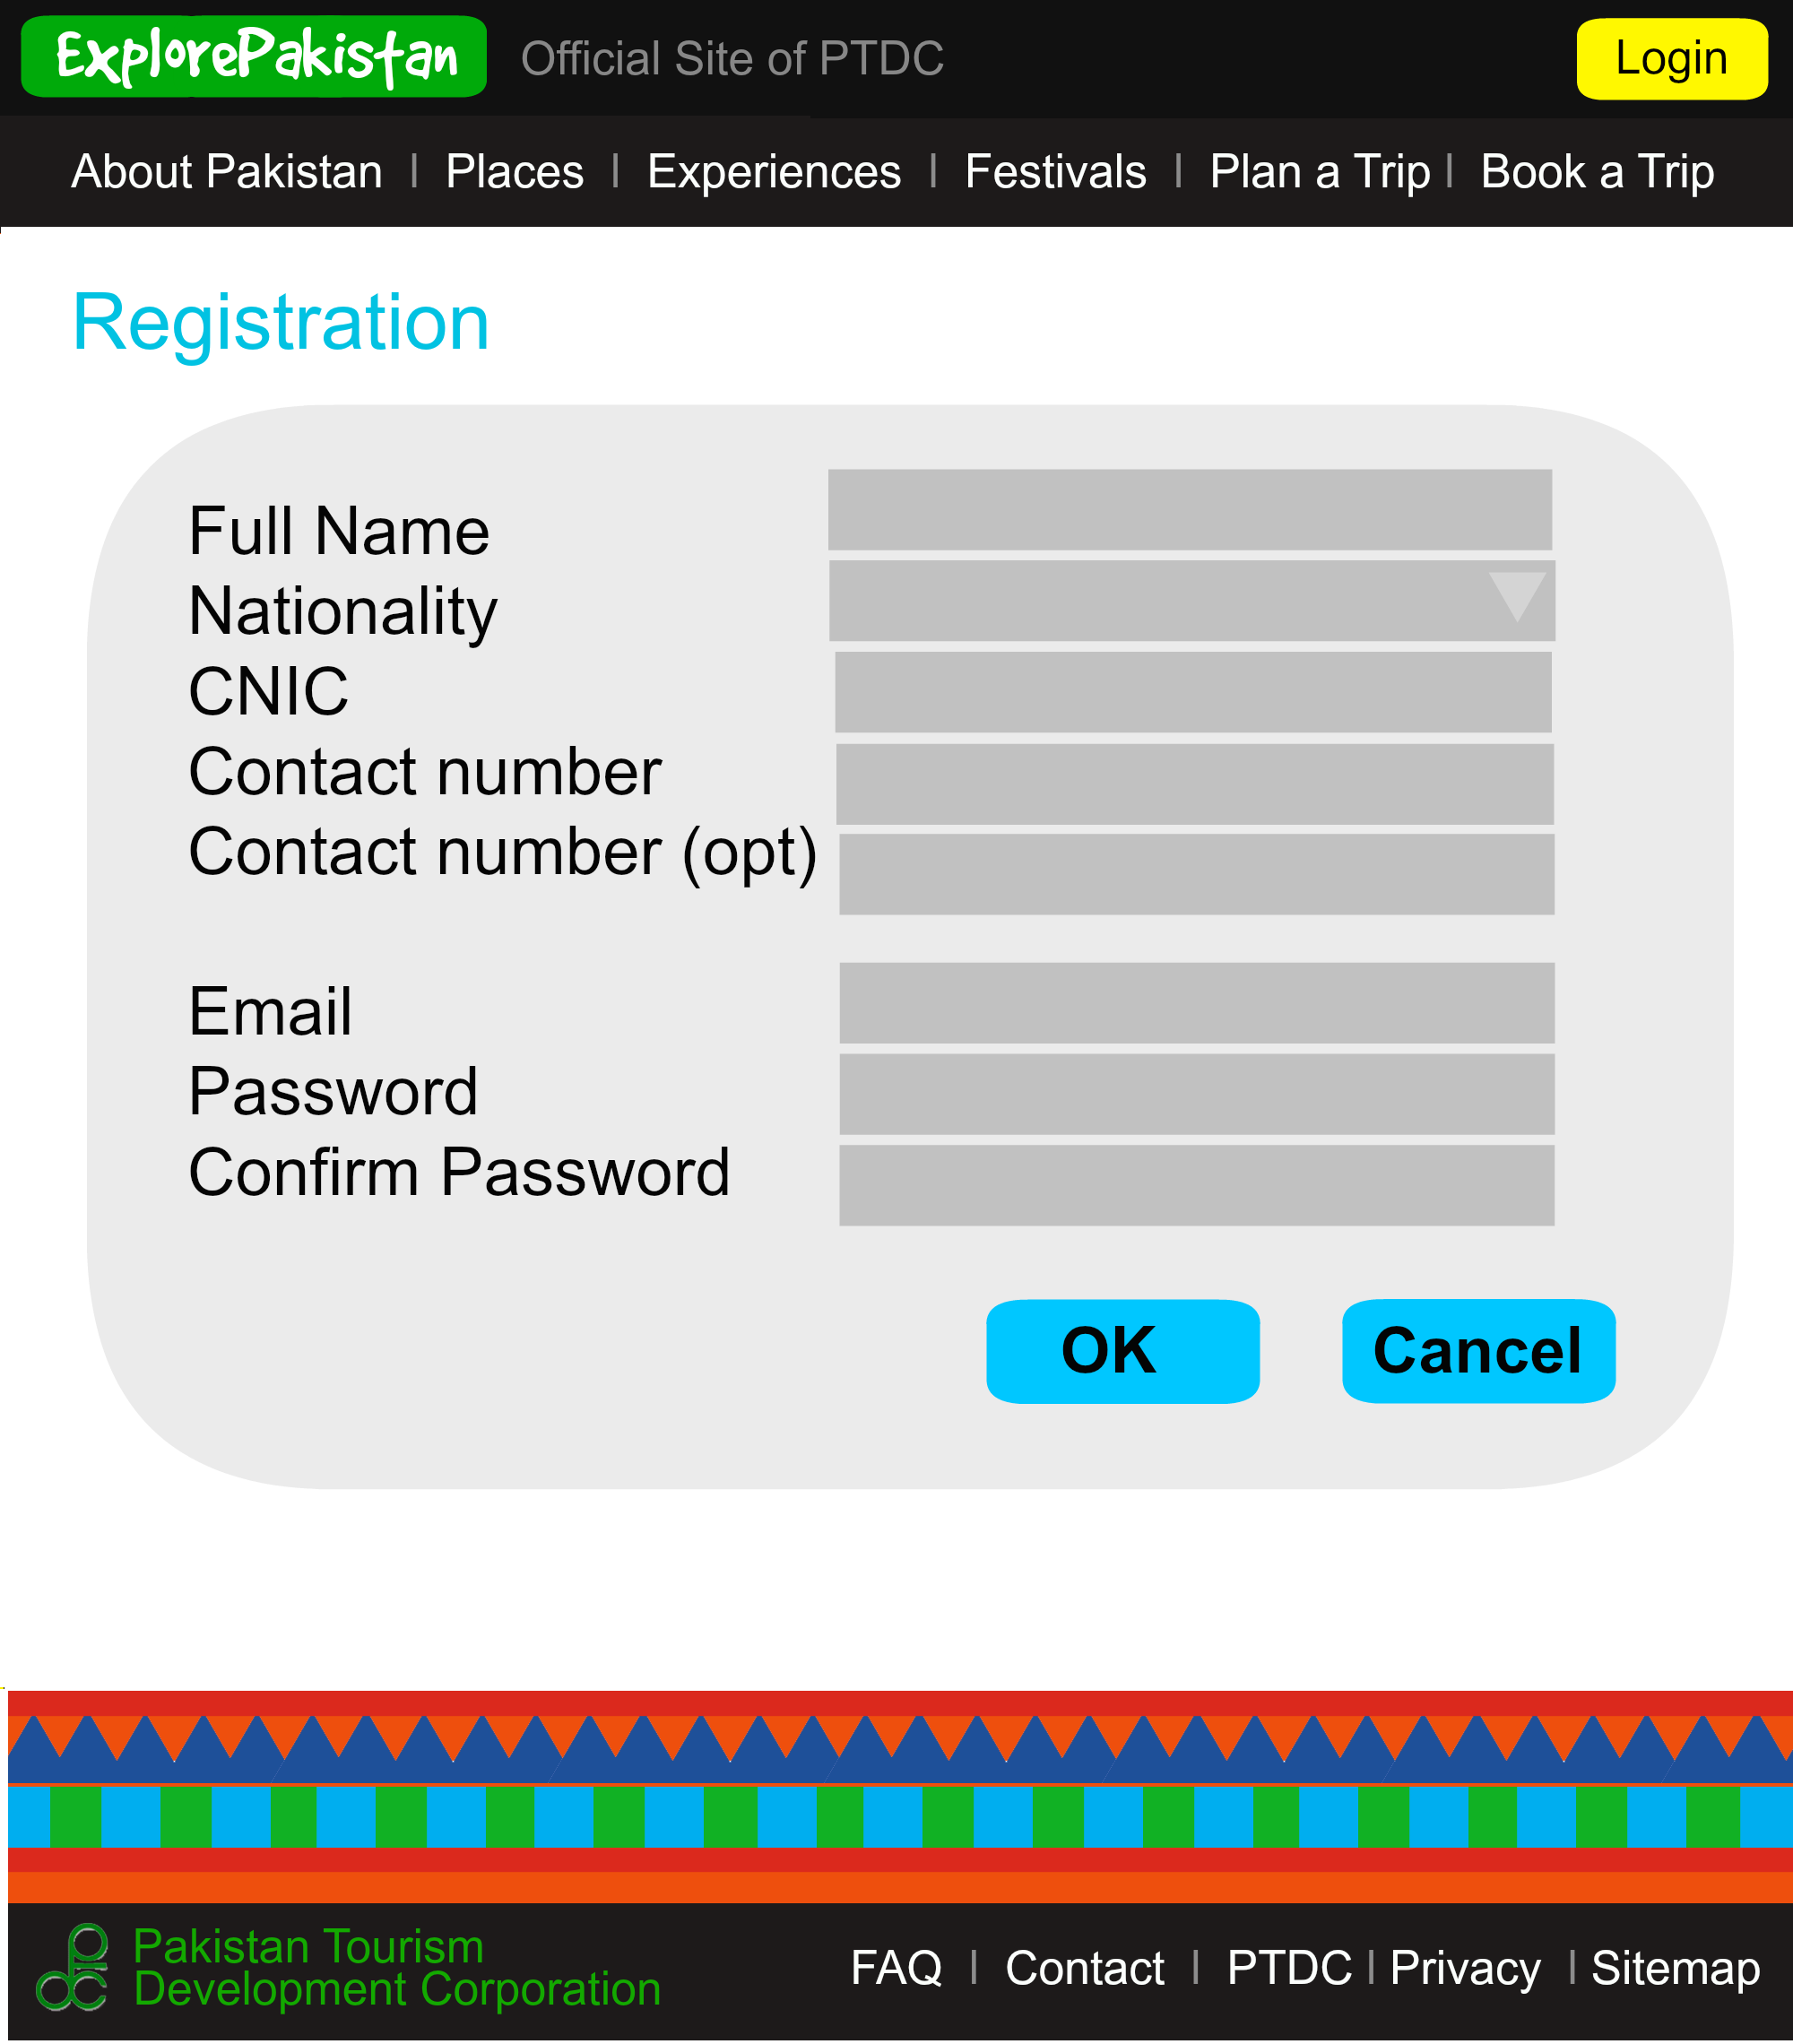 ExplorePakistan Official Site of PTDC Login
About Pakistan | Places | Experiences | Festivals | Plan a Trip | Book a Trip
Registration
Full Name
Nationality
CNIC
Contact number
Contact number (opt)
Email
Password
Confirm Password
OK Cancel
Pakistan Tourism
Development Corporation
FAQ | Contact | PTDC | Privacy | Sitemap